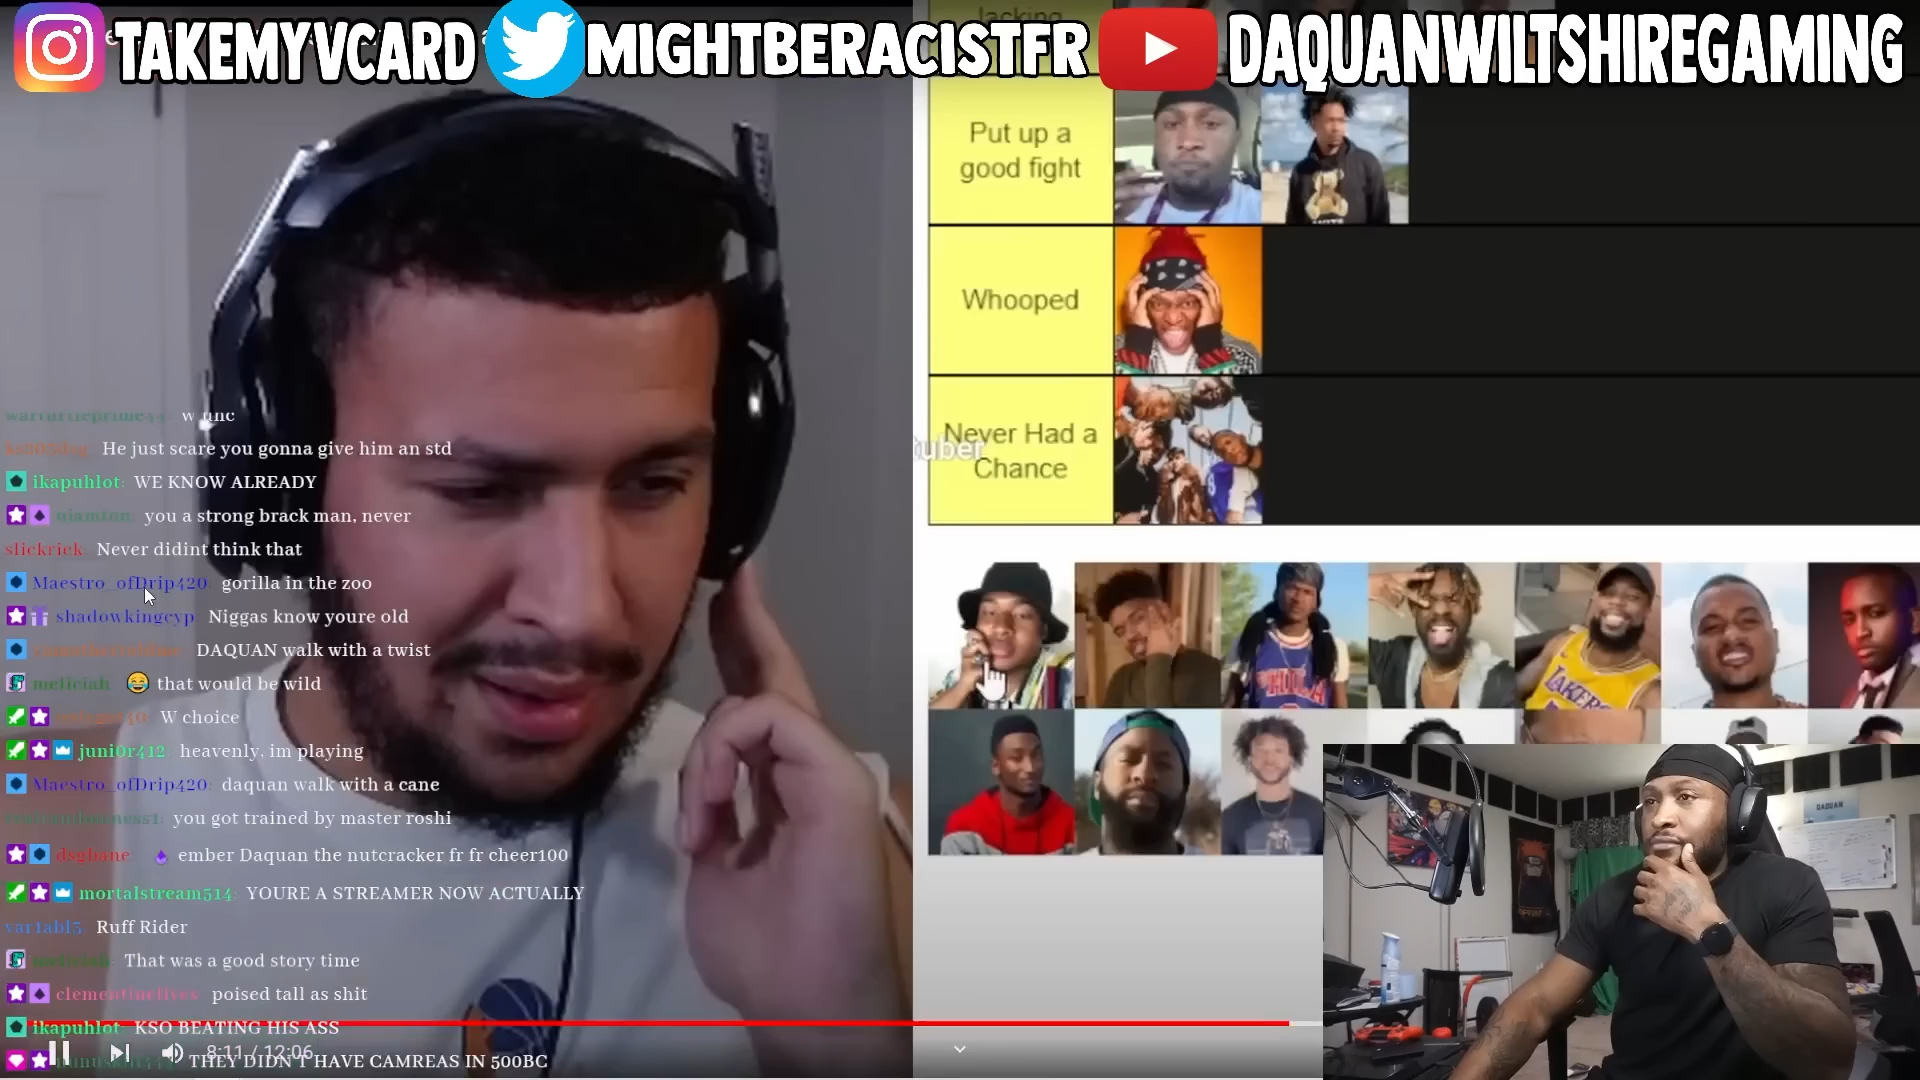 TAKEMYVCARD MIGHTBERACISTFR DAQUANWILTSHIREGAMING
Put up a
good fight
Whooped
Never Had a
Chance
W unc
He just scare you gonna give him an std
ikapuhlot: WE KNOW ALREADY
you a strong brack man, never
slickrick: Never didint think that
Maestro_ofDrip420: gorilla in the zoo
shadowkingcyp: Niggas know youre old
DAQUAN walk with a twist
meliciah 😂 that would be wild
W choice
juni0r412: heavenly, im playing
Maestro_ofDrip420: daquan walk with a cane
you got trained by master roshi
dsgbane: ember Daquan the nutcracker fr fr cheer100
mortalstream514: YOURE A STREAMER NOW ACTUALLY
var1abl3: Ruff Rider
That was a good story time
clementinelives: poised tall as shit
ikapuhlot: KSO BEATING HIS ASS
8:11 / 12:06
THEY DIDN'T HAVE CAMREAS IN 500BC